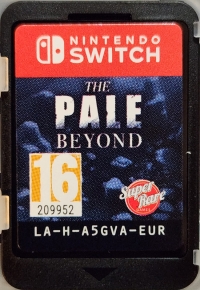 NINTENDO
SWITCH
THE
PALE
BEYOND
16
209952
Super
Rare
LA-H-A5GVA-EUR